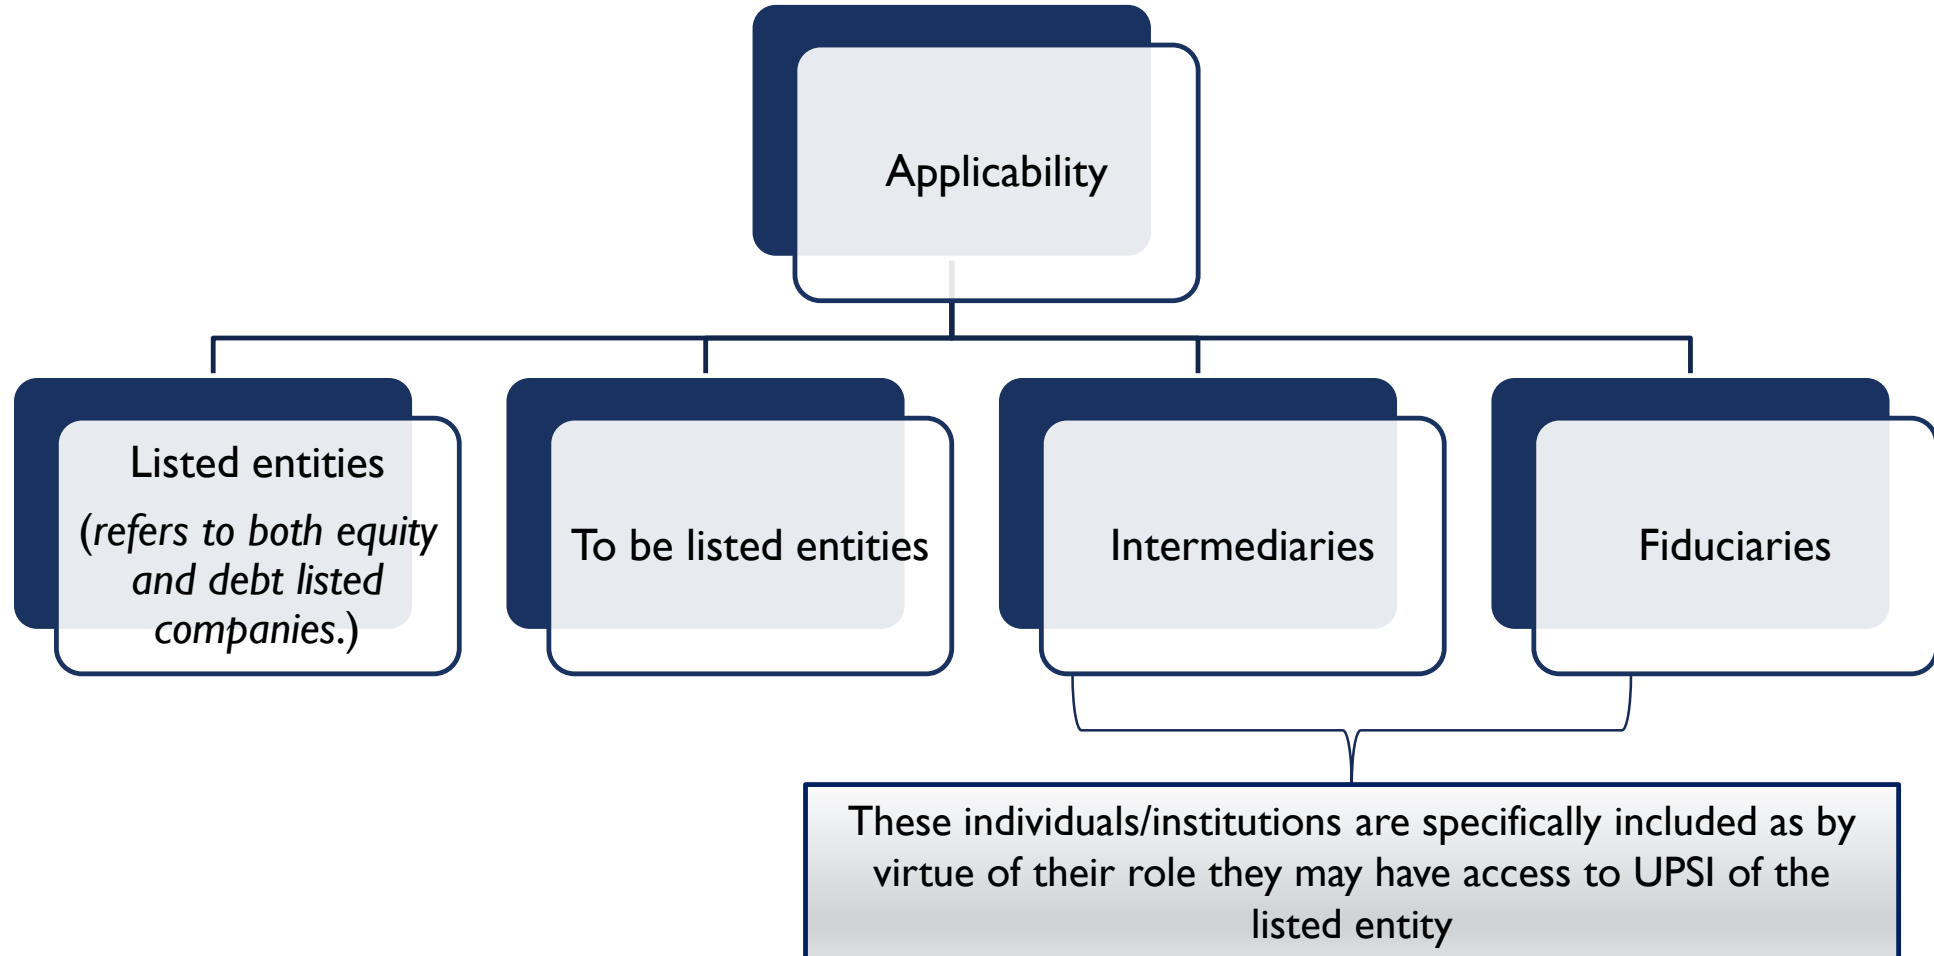 Applicability
Listed entities
(refers to both equity
and debt listed
companies.)
To be listed entities
Intermediaries
Fiduciaries
These individuals/institutions are specifically included as by
virtue of their role they may have access to UPSI of the
listed entity